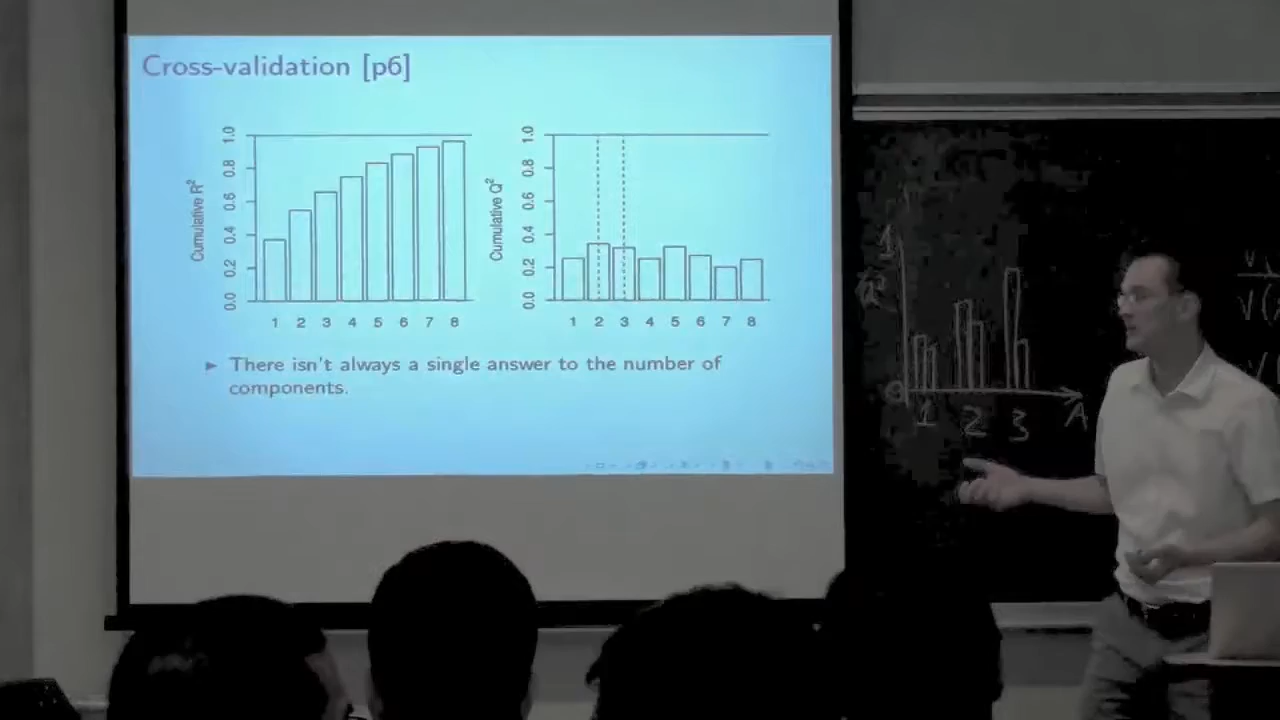 Cross-validation [p6]
Cumulative R²
0.0 0.2 0.4 0.6 0.8 1.0
1 2 3 4 5 6 7 8
Cumulative Q²
0.0 0.2 0.4 0.6 0.8 1.0
1 2 3 4 5 6 7 8
► There isn't always a single answer to the number of
components.
1
0
1 2 3 A